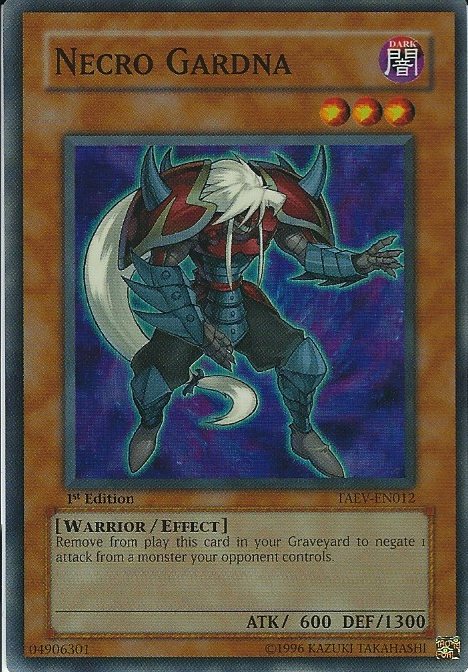 NECRO GARDNA
DARK
闇
1st Edition
TAEV-EN012
[WARRIOR / EFFECT]
Remove from play this card in your Graveyard to negate 1
attack from a monster your opponent controls.
ATK/ 600 DEF/1300
04906301
©1996 KAZUKI TAKAHASHI